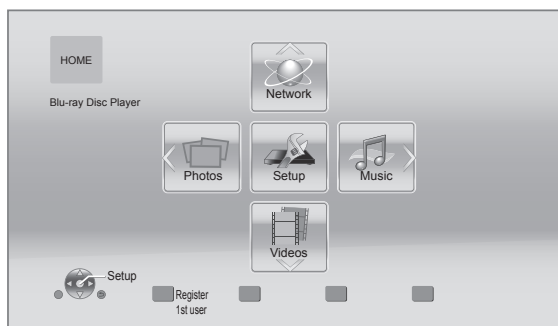 HOME
Blu-ray Disc Player
Network
Photos
Setup
Music
Videos
Setup
Register
1st user